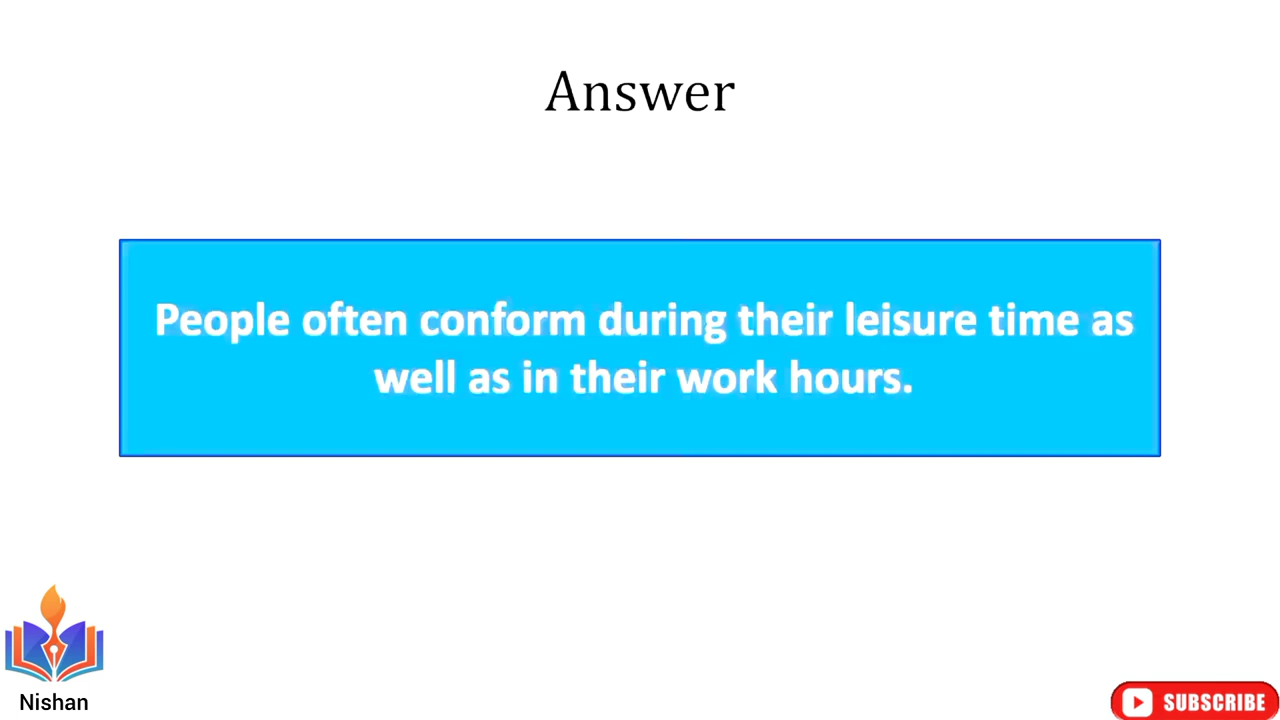 Answer
People often conform during their leisure time as
well as in their work hours.
Nishan
SUBSCRIBE